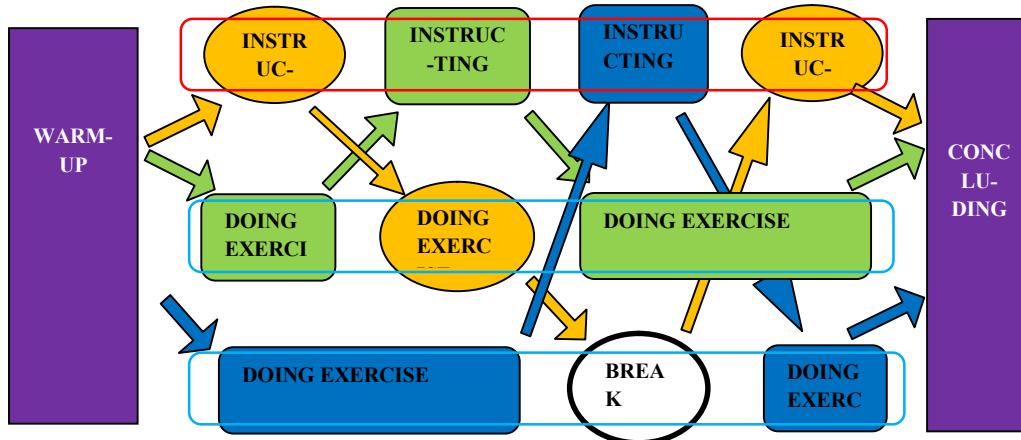 INSTR
UC-
INSTRUC
-TING
INSTRU
CTING
INSTR
UC-
WARM-
UP
CONC
LU-
DING
DOING
EXERCI
DOING
EXERC
DOING EXERCISE
DOING EXERCISE
BREA
K
DOING
EXERC